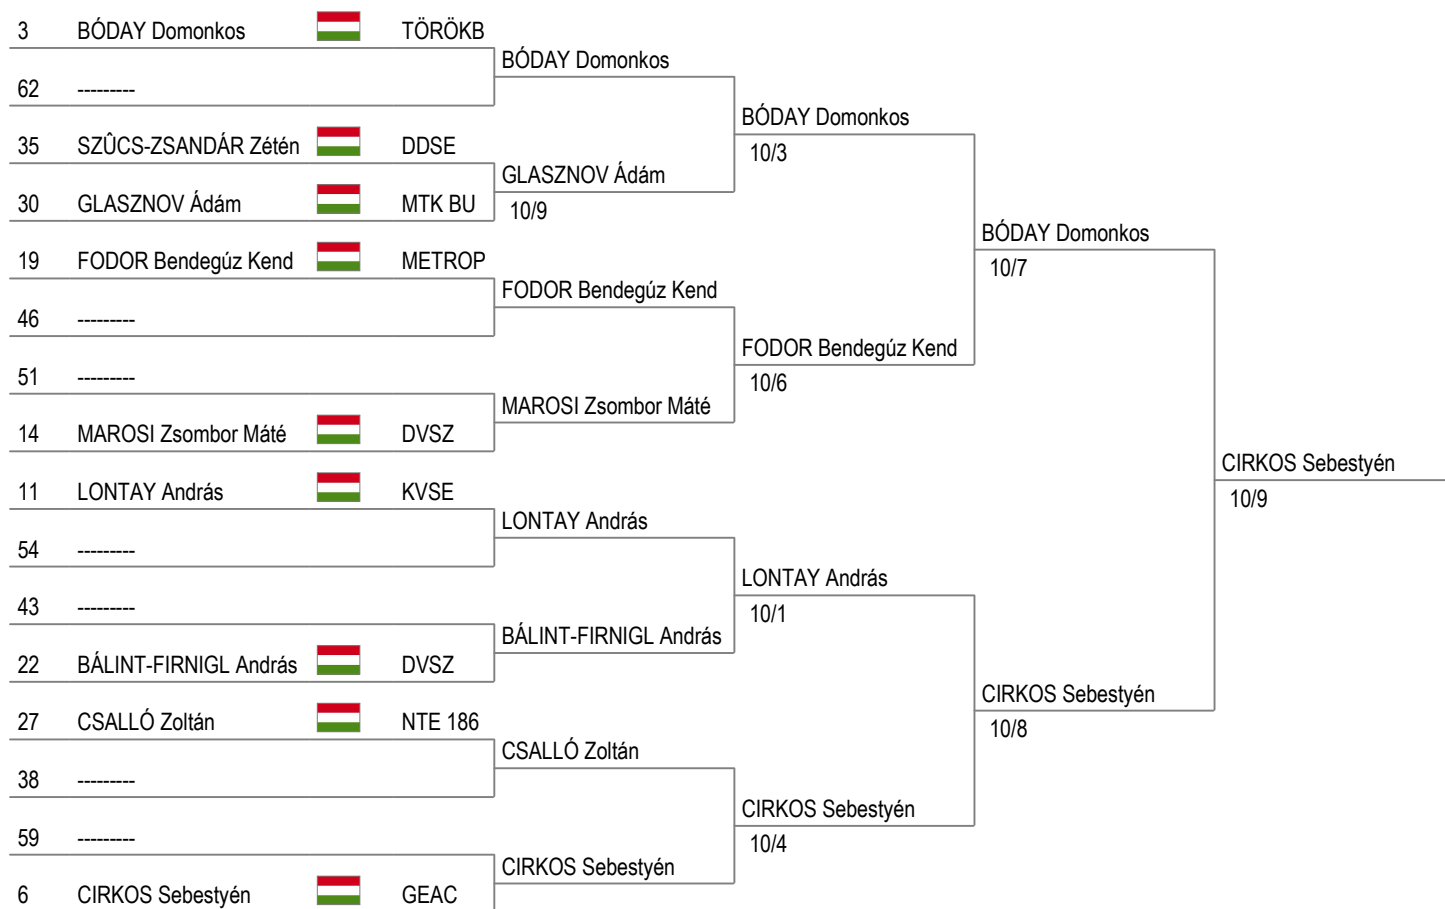 3 BÓDAY Domonkos TÖRÖKB
BÓDAY Domonkos
62 ---------
BÓDAY Domonkos
10/3
35 SZÛCS-ZSANDÁR Zétén DDSE
GLASZNOV Ádám
10/9
30 GLASZNOV Ádám MTK BU
BÓDAY Domonkos
10/7
19 FODOR Bendegúz Kend METROP
FODOR Bendegúz Kend
46 ---------
FODOR Bendegúz Kend
10/6
51 ---------
MAROSI Zsombor Máté
14 MAROSI Zsombor Máté DVSZ
CIRKOS Sebestyén
10/9
11 LONTAY András KVSE
LONTAY András
54 ---------
LONTAY András
10/1
43 ---------
BÁLINT-FIRNIGL András
22 BÁLINT-FIRNIGL András DVSZ
CIRKOS Sebestyén
10/8
27 CSALLÓ Zoltán NTE 186
CSALLÓ Zoltán
38 ---------
CIRKOS Sebestyén
10/4
59 ---------
CIRKOS Sebestyén
6 CIRKOS Sebestyén GEAC